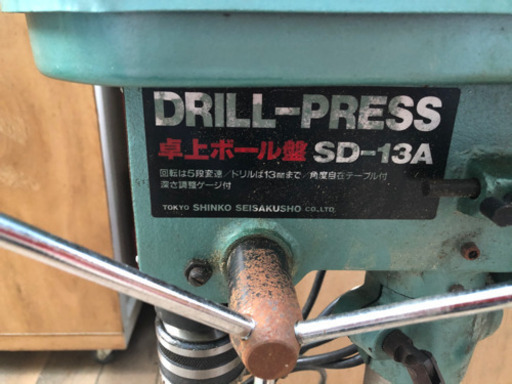 DRILL-PRESS
卓上ボール盤 SD-13A
回転は5段変速/ドリルは13mmまで/角度自在テーブル付
深さ調整ゲージ付
TOKYO SHINKO SEISAKUSHO CO.,LTD.